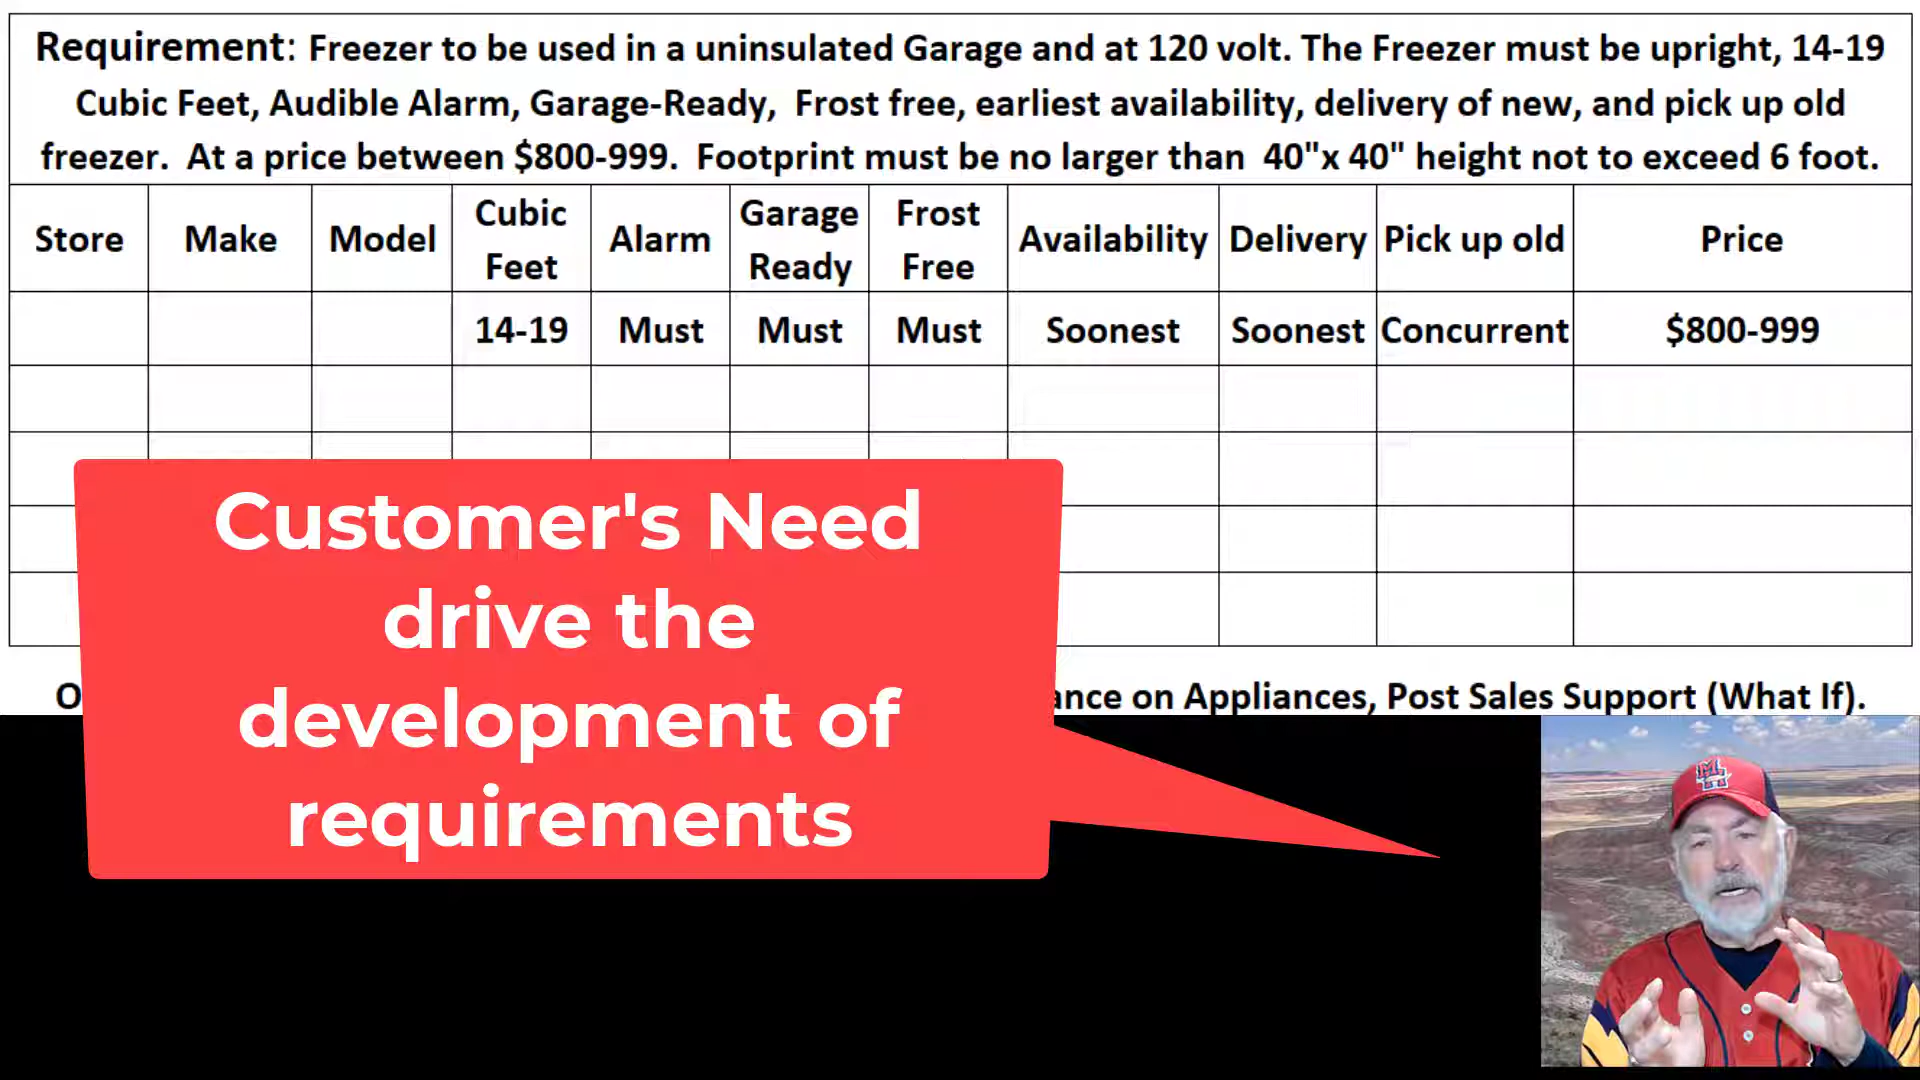 Requirement: Freezer to be used in a uninsulated Garage and at 120 volt. The Freezer must be upright, 14-19
Cubic Feet, Audible Alarm, Garage-Ready, Frost free, earliest availability, delivery of new, and pick up old
freezer. At a price between $800-999. Footprint must be no larger than 40"x 40" height not to exceed 6 foot.
Store Make Model Cubic Feet Alarm Garage Ready Frost Free Availability Delivery Pick up old Price
14-19 Must Must Must Soonest Soonest Concurrent $800-999
Customer's Need
drive the
development of
requirements
on Appliances, Post Sales Support (What If).